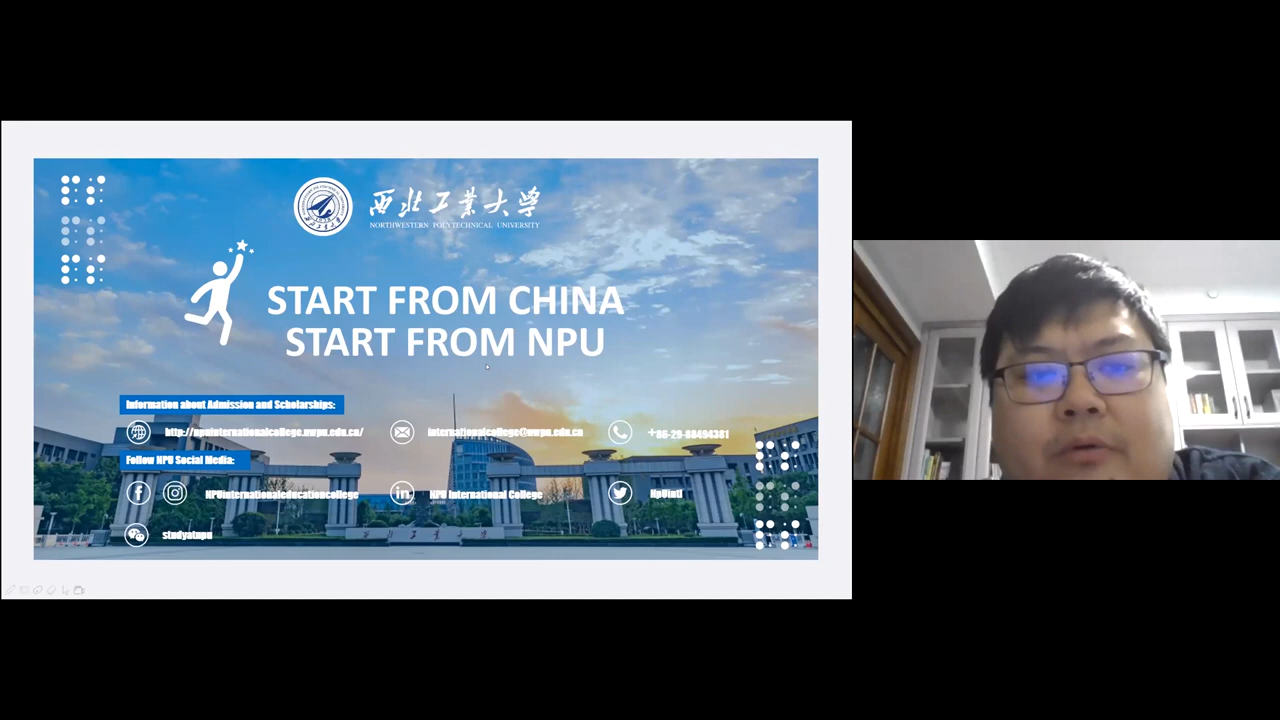 西北工业大学
NORTHWESTERN POLYTECHNICAL UNIVERSITY
START FROM CHINA
START FROM NPU
Information about Admission and Scholarships:
http://npuinternationalcollege.nwpu.edu.cn/
internationalcollege@nwpu.edu.cn
+86-29-88494381
Follow NPU Social Media:
NPUinternationaleducationcollege
NPU International College
NpUintl
studyatnpu